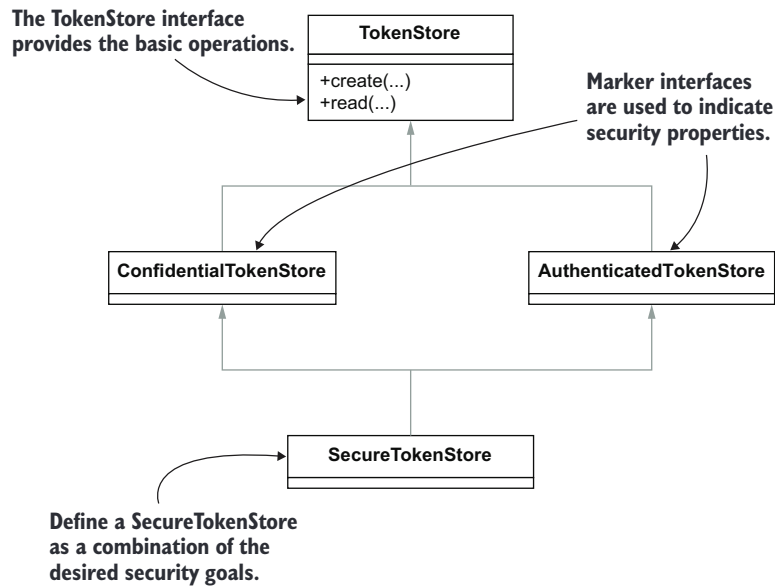 The TokenStore interface
provides the basic operations.
TokenStore
+create(...)
+read(...)
Marker interfaces
are used to indicate
security properties.
ConfidentialTokenStore
AuthenticatedTokenStore
SecureTokenStore
Define a SecureTokenStore
as a combination of the
desired security goals.